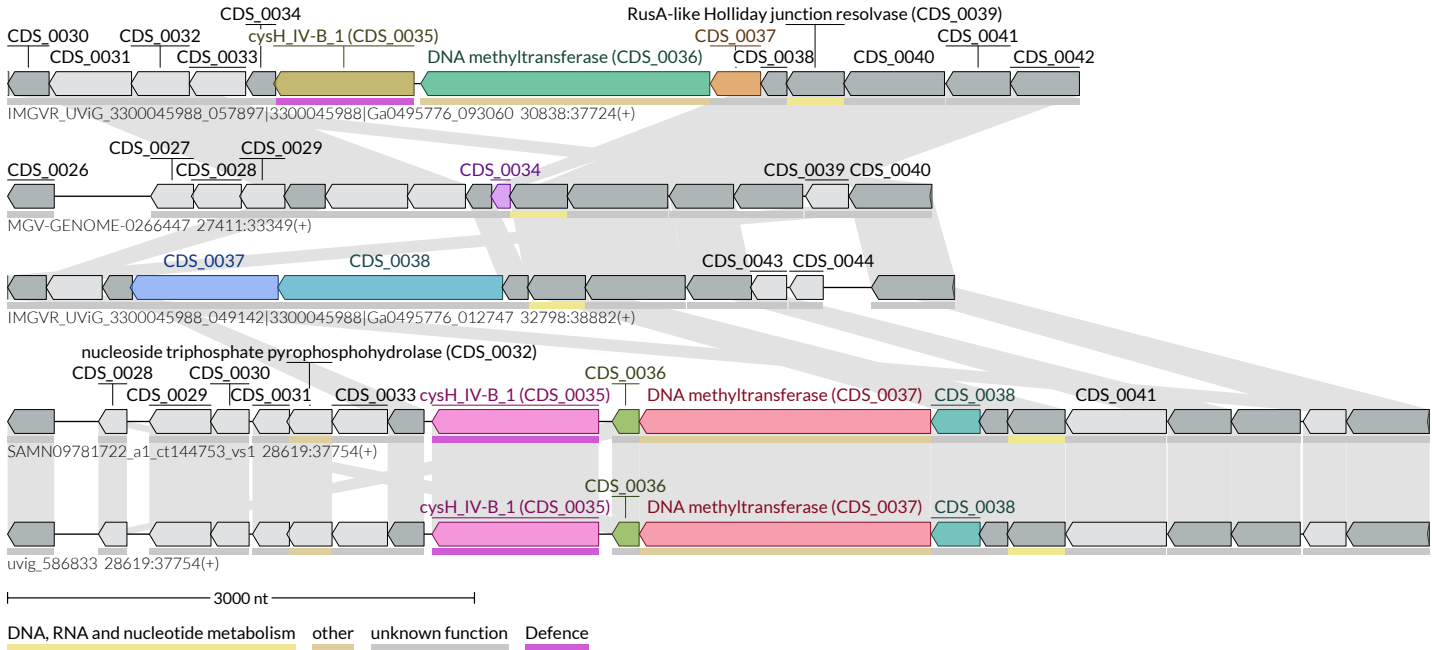 CDS_0034
RusA-like Holliday junction resolvase (CDS_0039)
CDS_0030 CDS_0032 cysH_IV-B_1 (CDS_0035) CDS_0037 CDS_0041
CDS_0031 CDS_0033 DNA methyltransferase (CDS_0036) CDS_0038 CDS_0040 CDS_0042
IMGVR_UViG_3300045988_057897|3300045988|Ga0495776_093060 30838:37724(+)
CDS_0027 CDS_0029
CDS_0026 CDS_0028 CDS_0034 CDS_0039 CDS_0040
MGV-GENOME-0266447 27411:33349(+)
CDS_0037 CDS_0038 CDS_0043 CDS_0044
IMGVR_UViG_3300045988_049142|3300045988|Ga0495776_012747 32798:38882(+)
nucleoside triphosphate pyrophosphohydrolase (CDS_0032)
CDS_0028 CDS_0030 CDS_0036
CDS_0029 CDS_0031 CDS_0033 cysH_IV-B_1 (CDS_0035) DNA methyltransferase (CDS_0037) CDS_0038 CDS_0041
SAMN09781722_a1_ct144753_vs1 28619:37754(+)
CDS_0036
cysH_IV-B_1 (CDS_0035) DNA methyltransferase (CDS_0037) CDS_0038
uvig_586833 28619:37754(+)
3000 nt
DNA, RNA and nucleotide metabolism other unknown function Defence